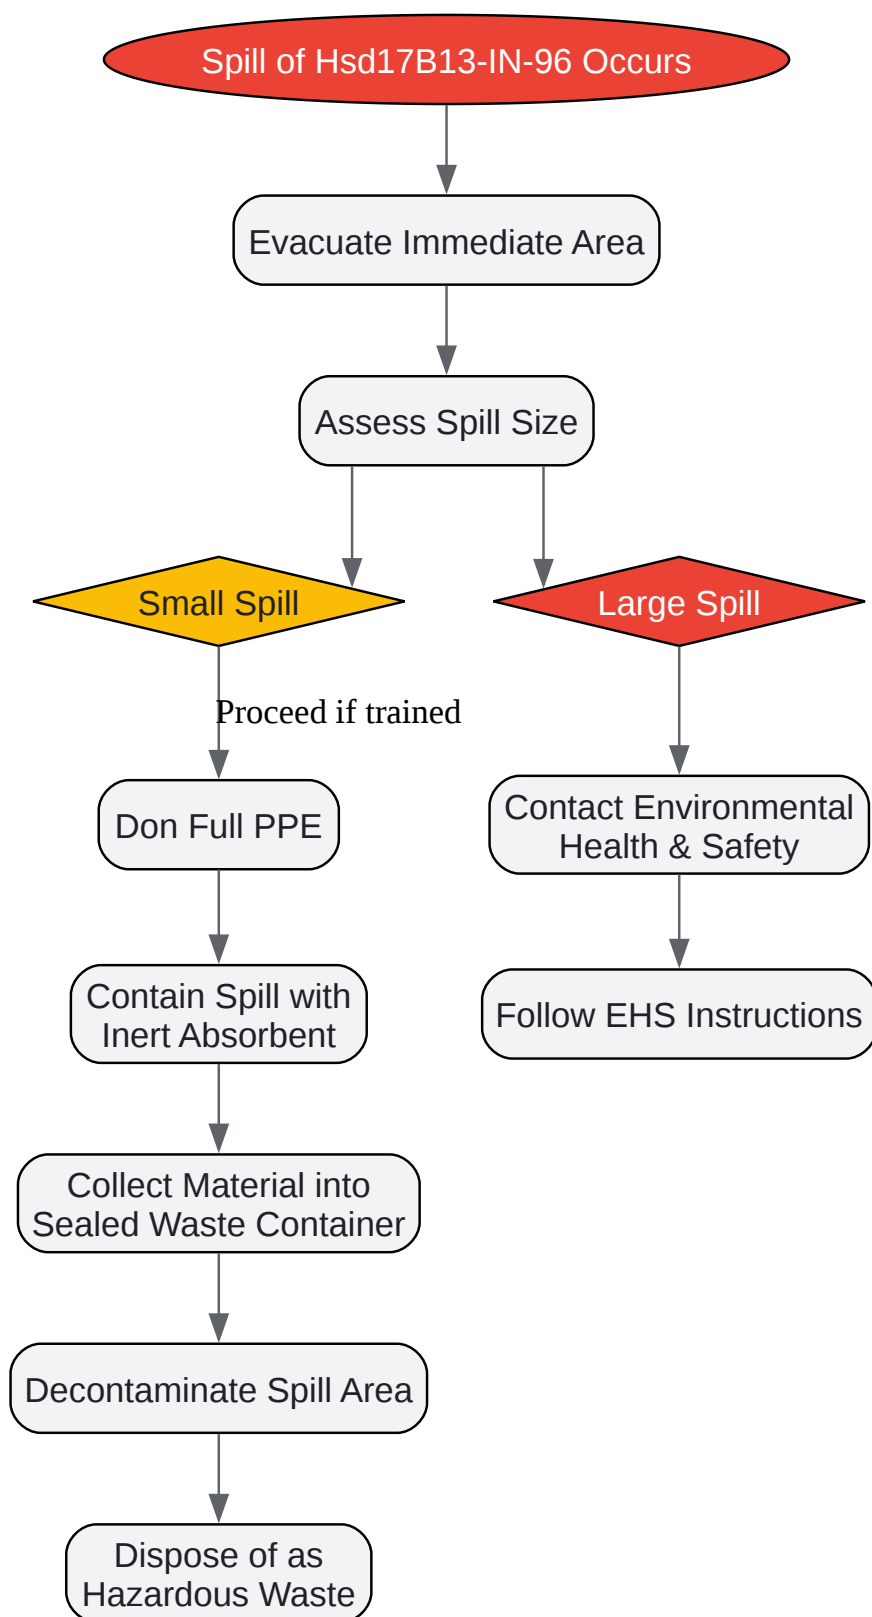 Spill of Hsd17B13-IN-96 Occurs
Evacuate Immediate Area
Assess Spill Size
Small Spill
Large Spill
Proceed if trained
Don Full PPE
Contact Environmental
Health & Safety
Contain Spill with
Inert Absorbent
Follow EHS Instructions
Collect Material into
Sealed Waste Container
Decontaminate Spill Area
Dispose of as
Hazardous Waste